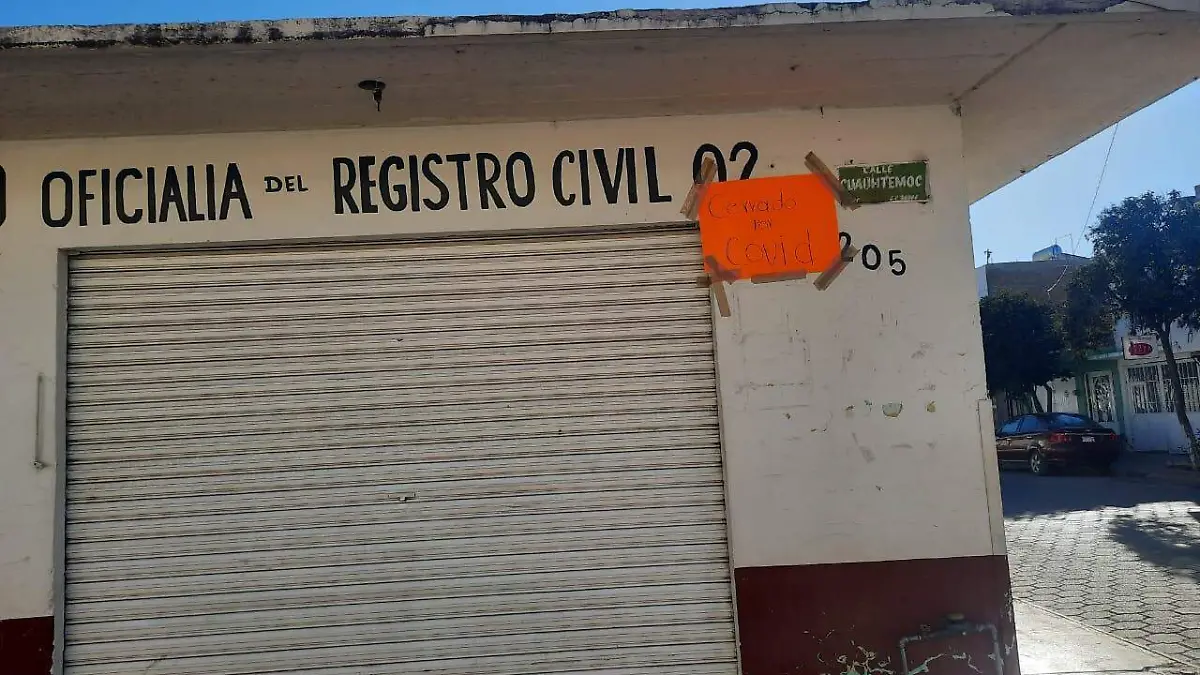 OFICIALIA DEL REGISTRO CIVIL 02
CALLE
CUAUHTEMOC
Cerrado
por
Covid
205